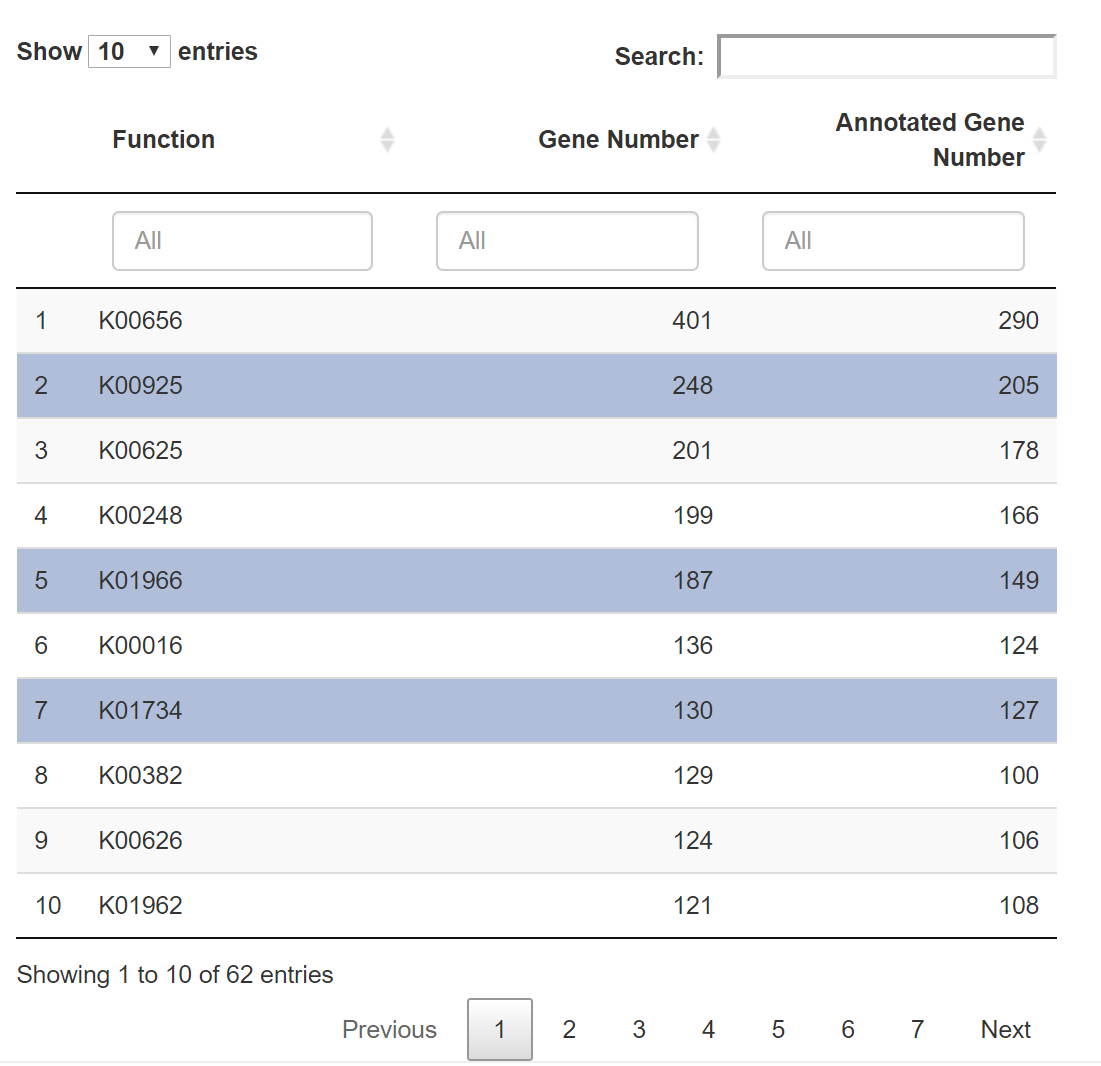 Show 10 entries Search:
Function Gene Number Annotated Gene Number
All All All
1 K00656 401 290
2 K00925 248 205
3 K00625 201 178
4 K00248 199 166
5 K01966 187 149
6 K00016 136 124
7 K01734 130 127
8 K00382 129 100
9 K00626 124 106
10 K01962 121 108
Showing 1 to 10 of 62 entries
Previous 1 2 3 4 5 6 7 Next